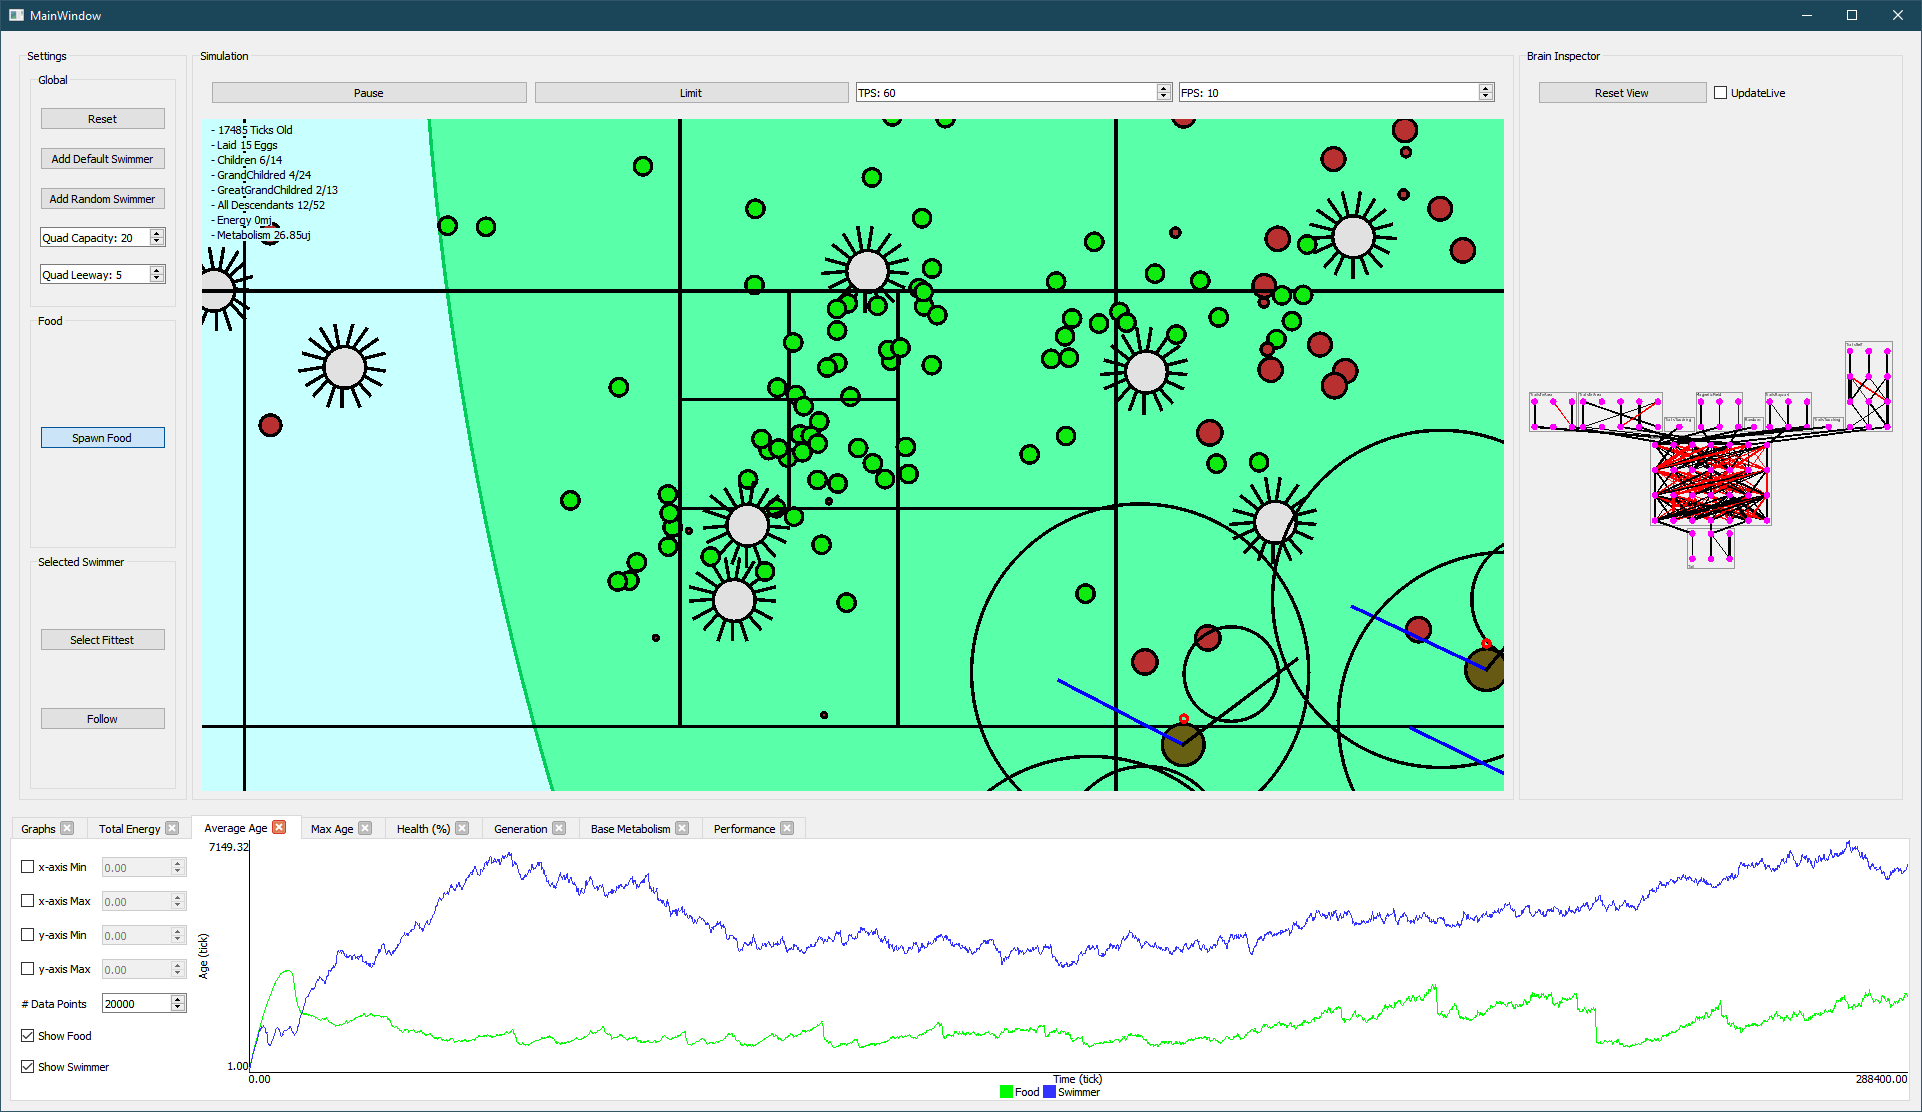 MainWindow
Settings
Global
Reset
Add Default Swimmer
Add Random Swimmer
Quad Capacity: 20
Quad Leeway: 5
Food
Spawn Food
Selected Swimmer
Select Fittest
Follow
Simulation
Pause
Limit
TPS: 60
FPS: 10
- 17485 Ticks Old
- Laid 15 Eggs
- Children 6/14
- GrandChildred 4/24
- GreatGrandChildred 2/13
- All Descendants 12/52
- Energy 0mj
- Metabolism 26.85uj
Brain Inspector
Reset View
UpdateLive
Graphs
Total Energy
Average Age
Max Age
Health (%)
Generation
Base Metabolism
Performance
x-axis Min
0.00
x-axis Max
0.00
y-axis Min
0.00
y-axis Max
0.00
# Data Points
20000
Show Food
Show Swimmer
7149.32
Age (tick)
1.00
0.00
Time (tick)
288400.00
Food
Swimmer